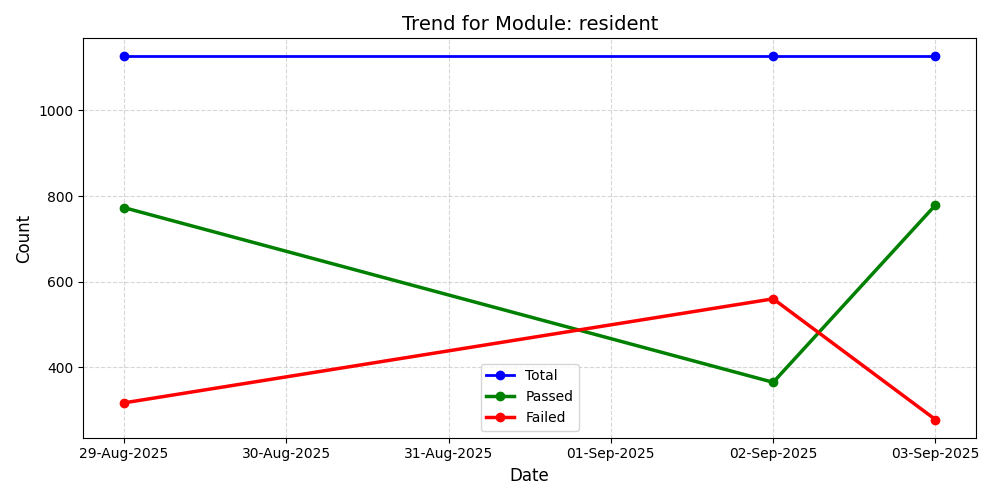 Trend for Module: resident
Count
1000
800
600
400
Total
Passed
Failed
29-Aug-2025 30-Aug-2025 31-Aug-2025 01-Sep-2025 02-Sep-2025 03-Sep-2025
Date